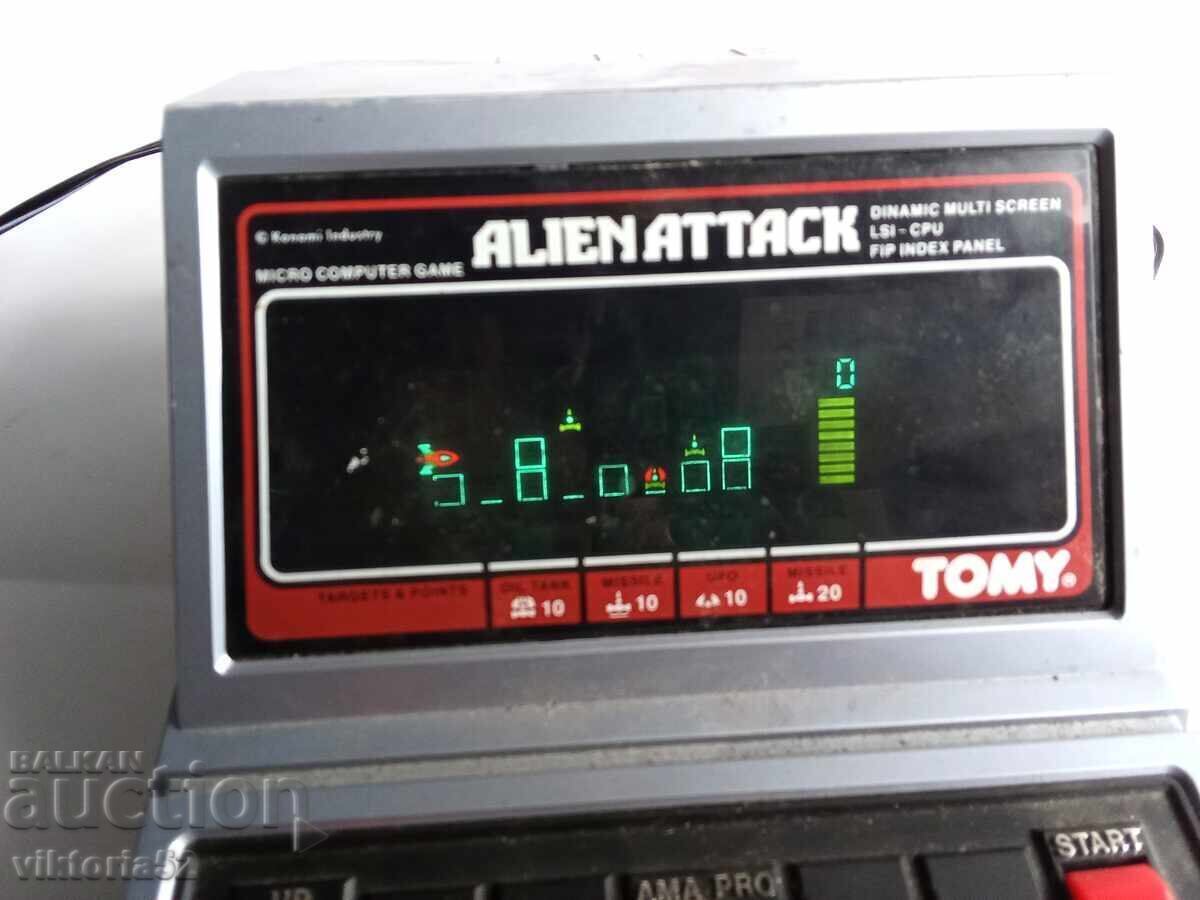 © Konami Industry
MICRO COMPUTER GAME
ALIEN ATTACK
DINAMIC MULTI SCREEN
LSI - CPU
FIP INDEX PANEL
0
TARGETS & POINTS
OIL TANK
10
MISSILE
10
UFO
10
MISSILE
20
TOMY®
START
UP
AMA. PRO
BALKAN
auction
viktoria52